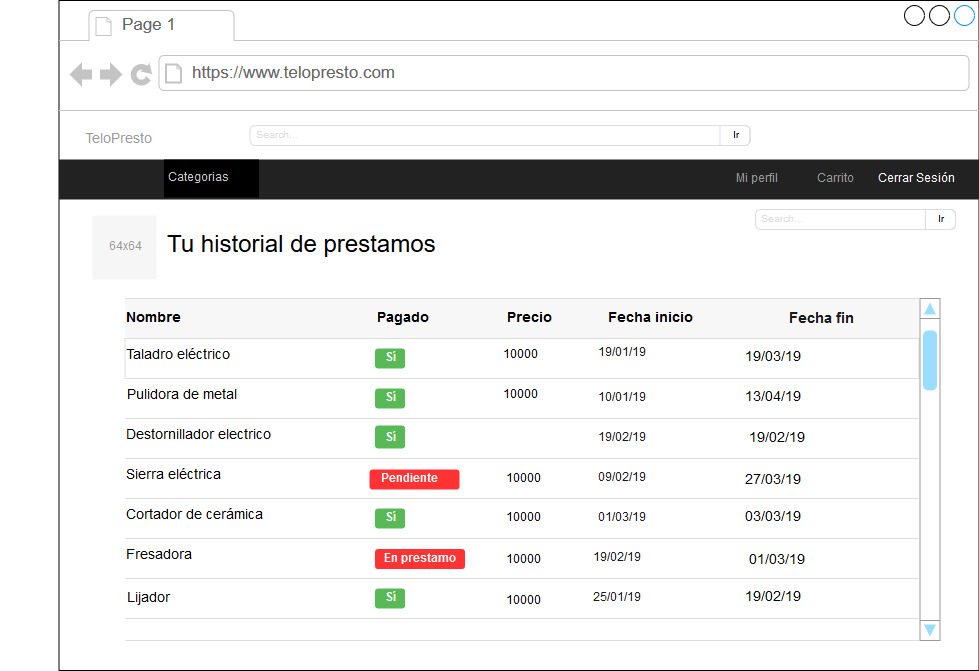 Page 1
https://www.telopresto.com
TeloPresto Search... Ir
Categorias Mi perfil Carrito Cerrar Sesión
Search... Ir
64x64 Tu historial de prestamos
Nombre Pagado Precio Fecha inicio Fecha fin
Taladro eléctrico Sí 10000 19/01/19 19/03/19
Pulidora de metal Sí 10000 10/01/19 13/04/19
Destornillador electrico Sí 19/02/19 19/02/19
Sierra eléctrica Pendiente 10000 09/02/19 27/03/19
Cortador de cerámica Sí 10000 01/03/19 03/03/19
Fresadora En prestamo 10000 19/02/19 01/03/19
Lijador Sí 10000 25/01/19 19/02/19